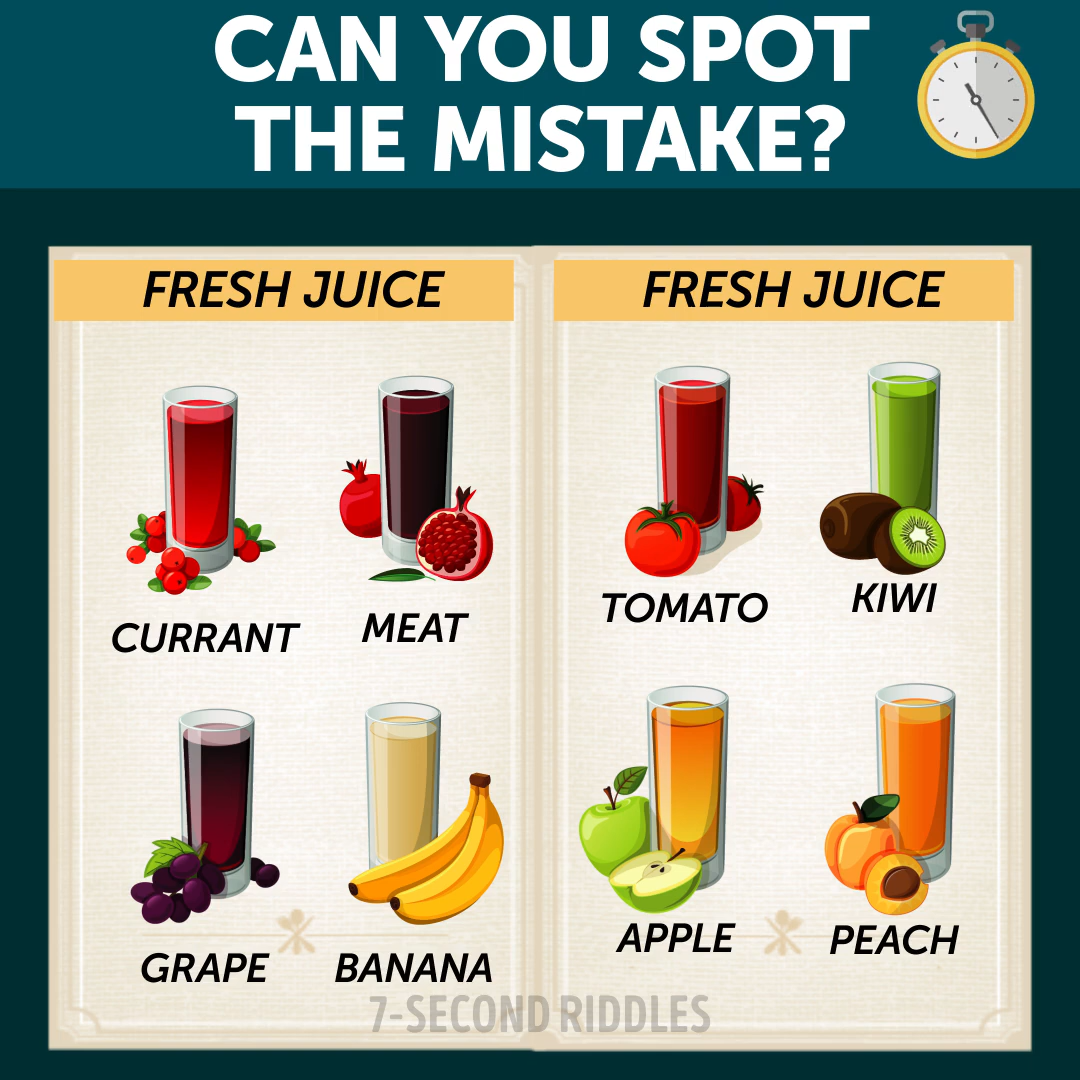 CAN YOU SPOT
THE MISTAKE?
FRESH JUICE
CURRANT
MEAT
GRAPE
BANANA
FRESH JUICE
TOMATO
KIWI
APPLE
PEACH
7-SECOND RIDDLES